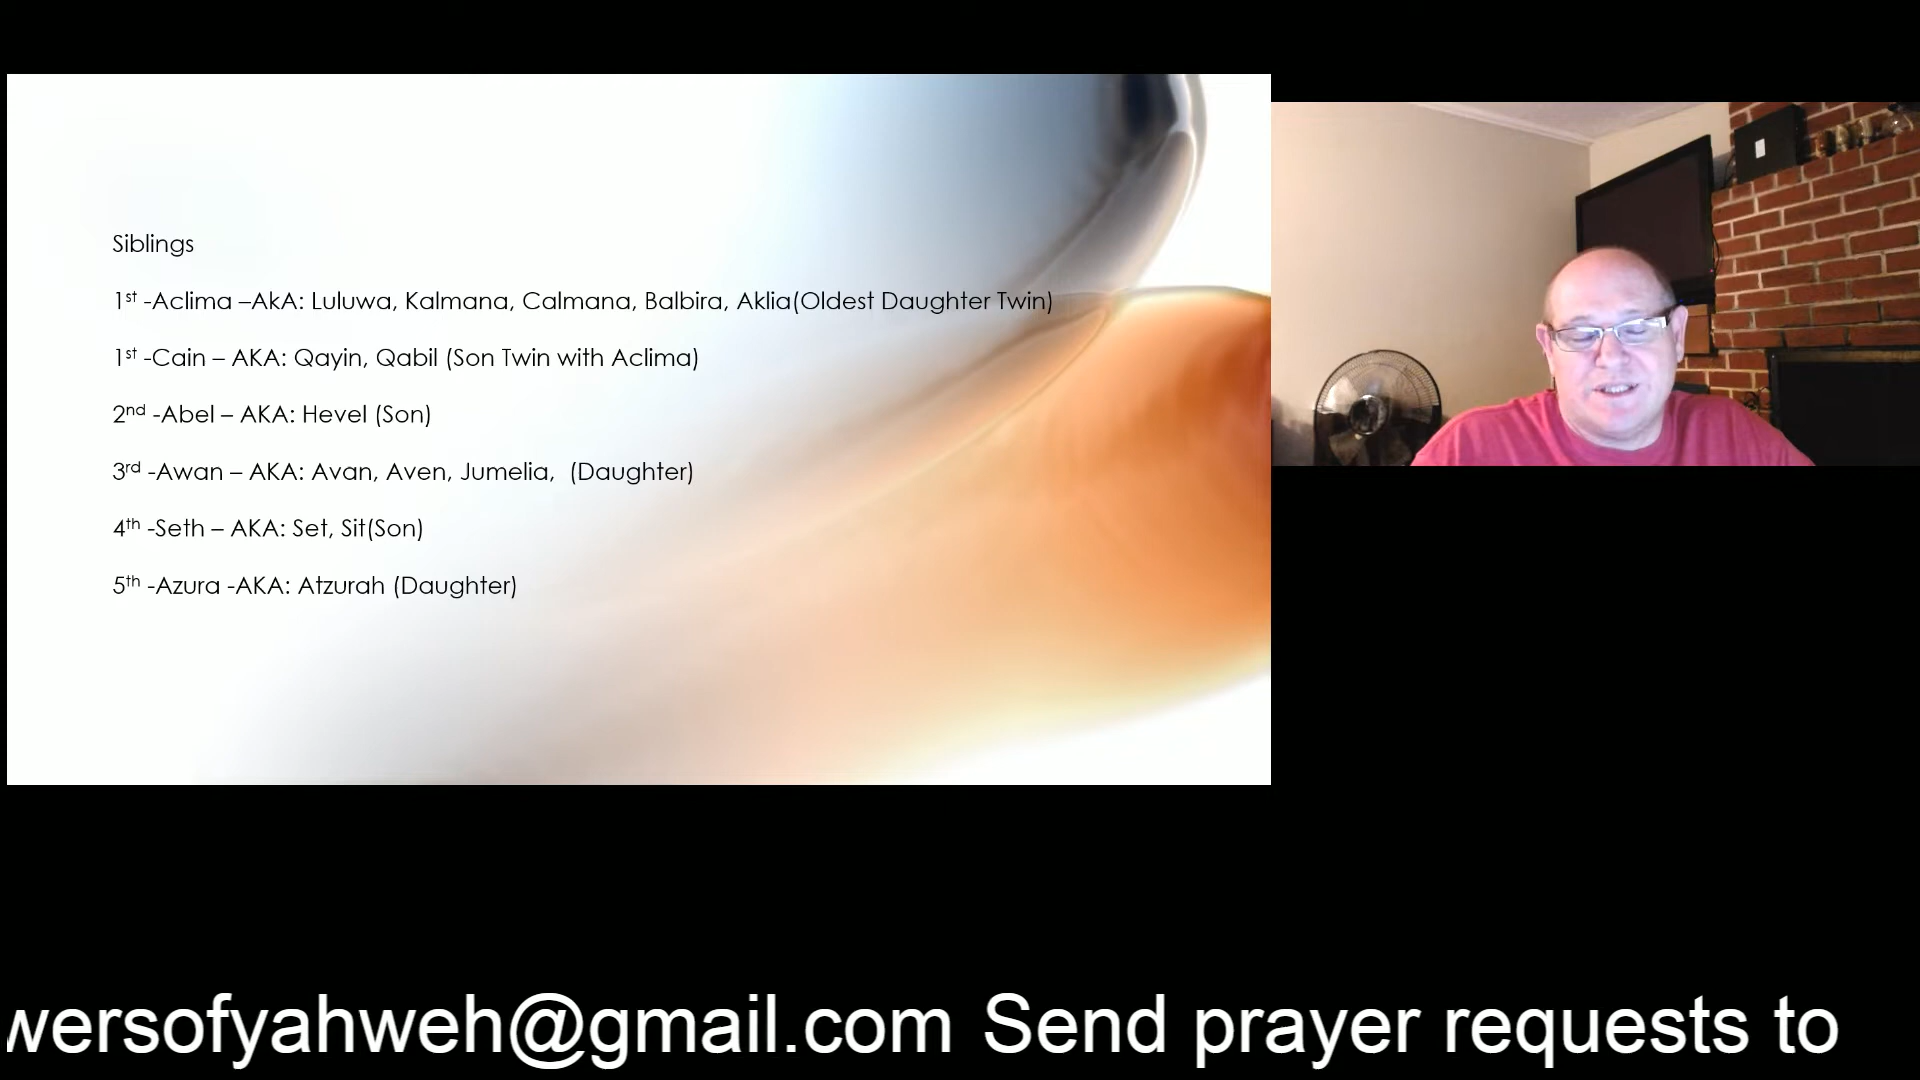 Siblings
1st -Aclima –AkA: Luluwa, Kalmana, Calmana, Balbira, Aklia(Oldest Daughter Twin)
1st -Cain – AKA: Qayin, Qabil (Son Twin with Aclima)
2nd -Abel – AKA: Hevel (Son)
3rd -Awan – AKA: Avan, Aven, Jumelia,  (Daughter)
4th -Seth – AKA: Set, Sit(Son)
5th -Azura -AKA: Atzurah (Daughter)
wersofyahweh@gmail.com Send prayer requests to